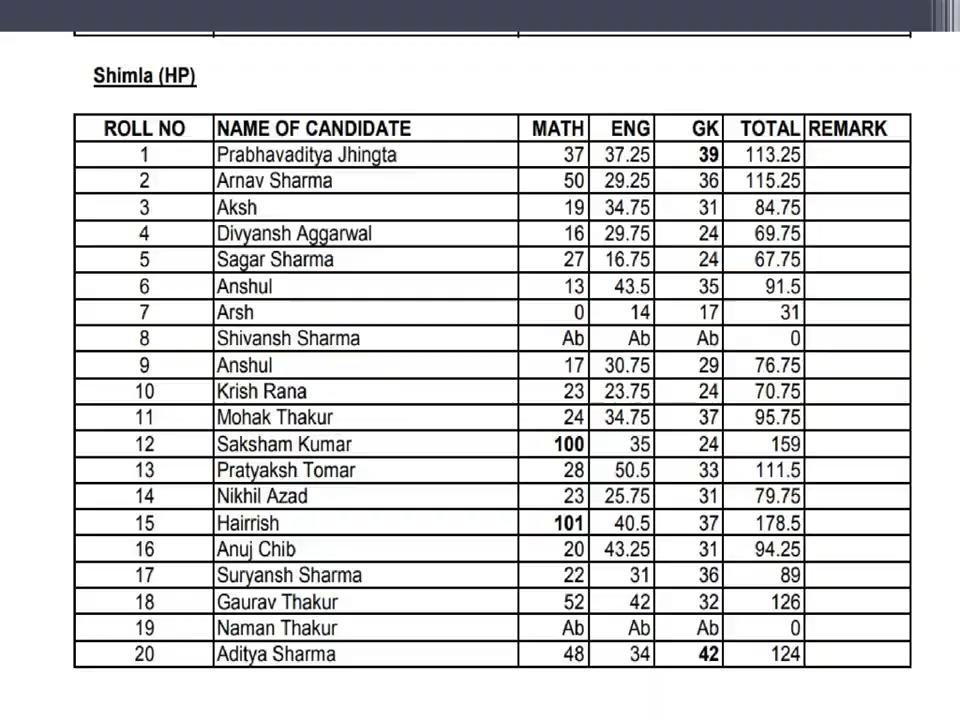 Shimla (HP)
ROLL NO NAME OF CANDIDATE MATH ENG GK TOTAL REMARK
1 Prabhavaditya Jhingta 37 37.25 39 113.25
2 Arnav Sharma 50 29.25 36 115.25
3 Aksh 19 34.75 31 84.75
4 Divyansh Aggarwal 16 29.75 24 69.75
5 Sagar Sharma 27 16.75 24 67.75
6 Anshul 13 43.5 35 91.5
7 Arsh 0 14 17 31
8 Shivansh Sharma Ab Ab Ab 0
9 Anshul 17 30.75 29 76.75
10 Krish Rana 23 23.75 24 70.75
11 Mohak Thakur 24 34.75 37 95.75
12 Saksham Kumar 100 35 24 159
13 Pratyaksh Tomar 28 50.5 33 111.5
14 Nikhil Azad 23 25.75 31 79.75
15 Hairrish 101 40.5 37 178.5
16 Anuj Chib 20 43.25 31 94.25
17 Suryansh Sharma 22 31 36 89
18 Gaurav Thakur 52 42 32 126
19 Naman Thakur Ab Ab Ab 0
20 Aditya Sharma 48 34 42 124